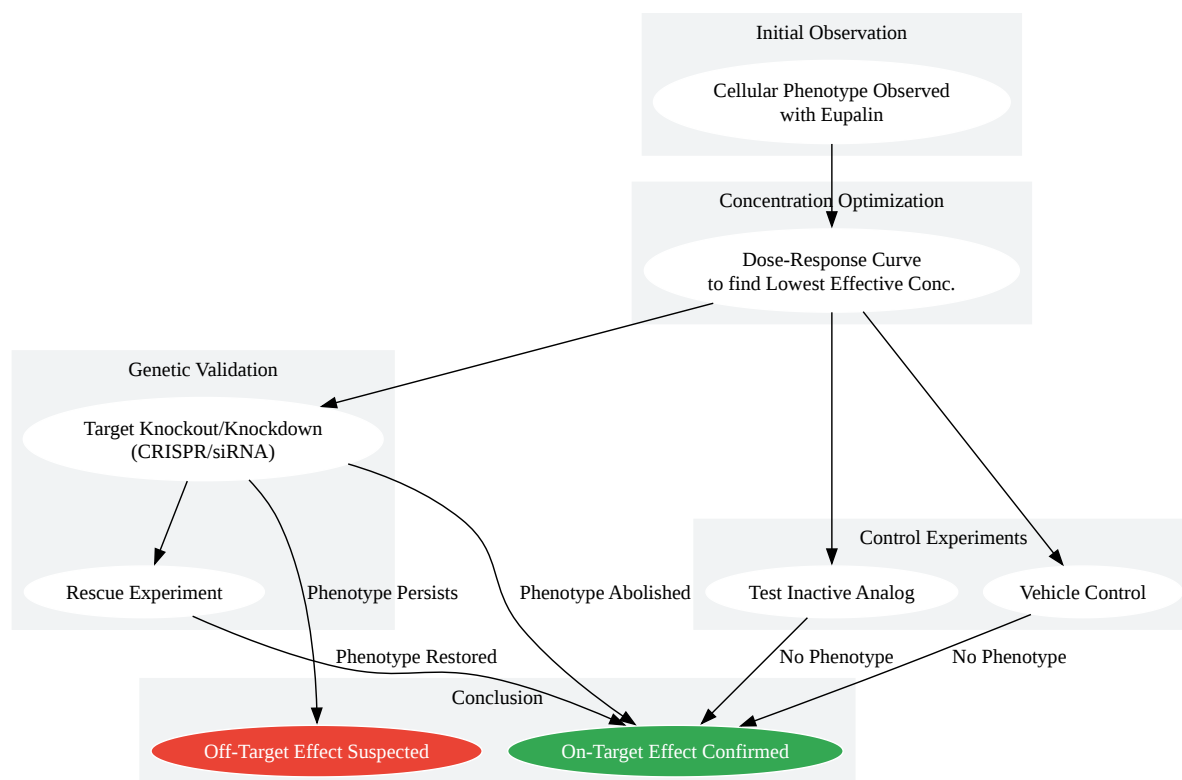 Initial Observation
Cellular Phenotype Observed
with Eupalin
Concentration Optimization
Dose-Response Curve
to find Lowest Effective Conc.
Genetic Validation
Target Knockout/Knockdown
(CRISPR/siRNA)
Control Experiments
Rescue Experiment
Phenotype Persists
Phenotype Abolished
Test Inactive Analog
Vehicle Control
Phenotype Restored
No Phenotype
No Phenotype
Conclusion
Off-Target Effect Suspected
On-Target Effect Confirmed